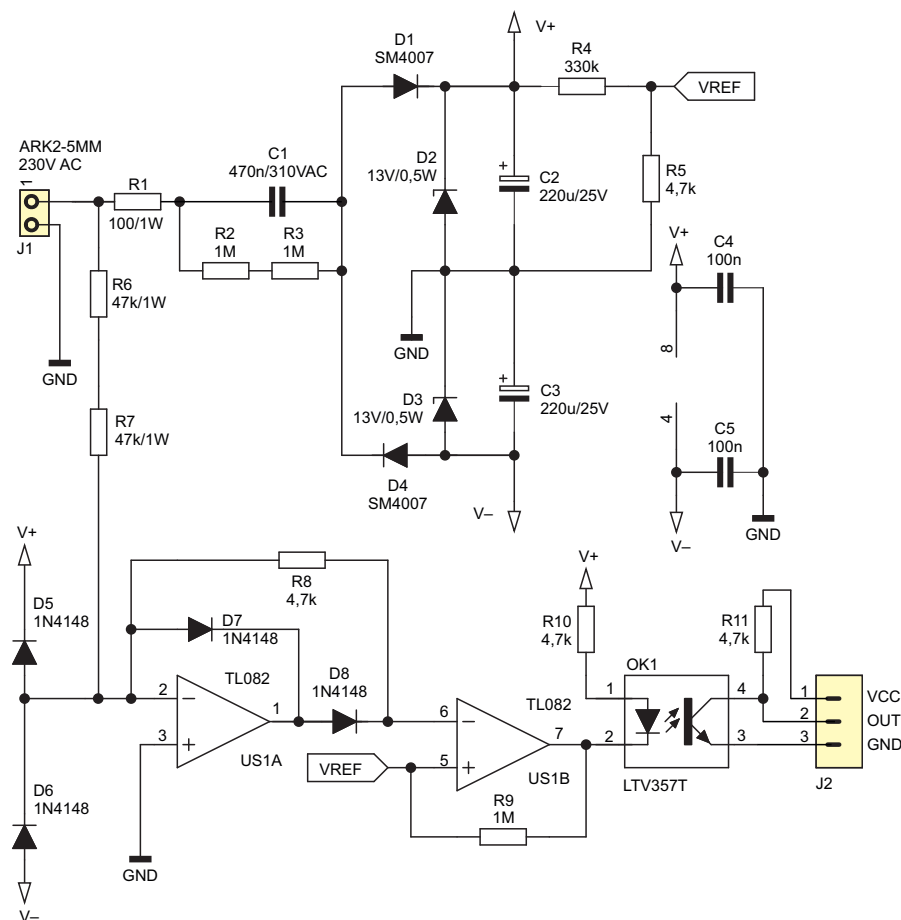 V+
D1
SM4007
R4
330k
VREF
ARK2-5MM
230V AC
1
J1
R1
100/1W
C1
470n/310VAC
R2
1M
R3
1M
D2
13V/0,5W
+
C2
220u/25V
R5
4,7k
R6
47k/1W
GND
GND
V+
C4
100n
8
4
C5
100n
V–
GND
R7
47k/1W
D3
13V/0,5W
+
C3
220u/25V
D4
SM4007
V–
V+
D5
1N4148
R8
4,7k
D7
1N4148
V+
R10
4,7k
R11
4,7k
TL082
2
−
3
+
1
US1A
D8
1N4148
TL082
6
−
5
+
7
US1B
VREF
R9
1M
OK1
1
2
4
3
LTV357T
1
VCC
2
OUT
3
GND
J2
D6
1N4148
GND
V–